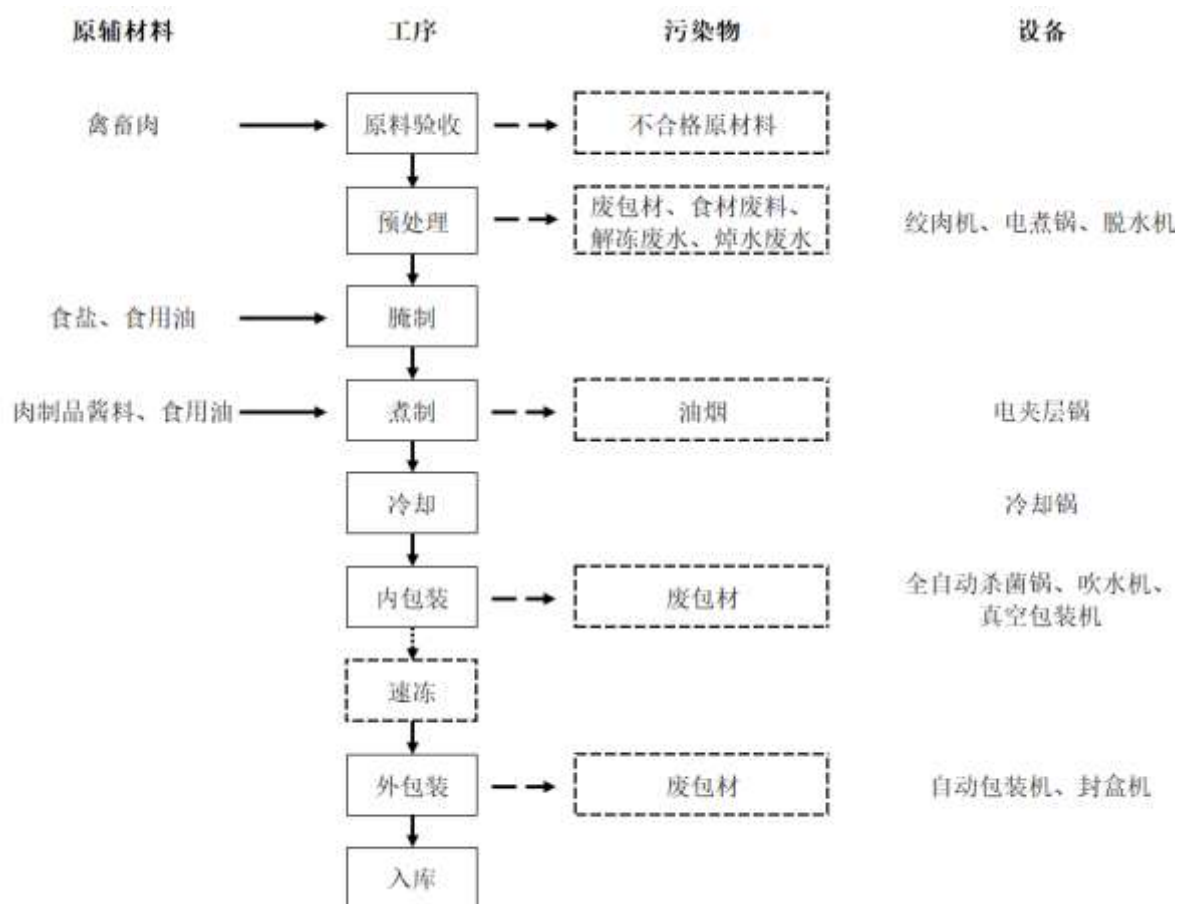 原辅材料 工序 污染物 设备
禽畜肉 原料验收 不合格原材料
预处理 废包材、食材废料、 绞肉机、电煮锅、脱水机
解冻废水、焯水废水
食盐、食用油 腌制
肉制品酱料、食用油 煮制 油烟 电夹层锅
冷却 冷却锅
内包装 废包材 全自动杀菌锅、吹水机、
真空包装机
速冻
外包装 废包材 自动包装机、封盒机
入库